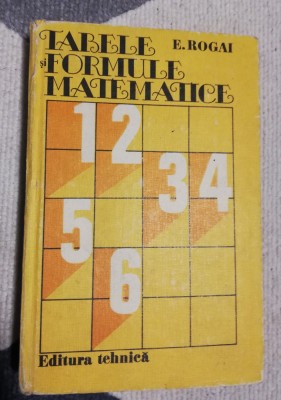 TABELE E. ROGAI
și FORMULE
MATEMATICE
1 2
3 4
5
6
Editura tehnică